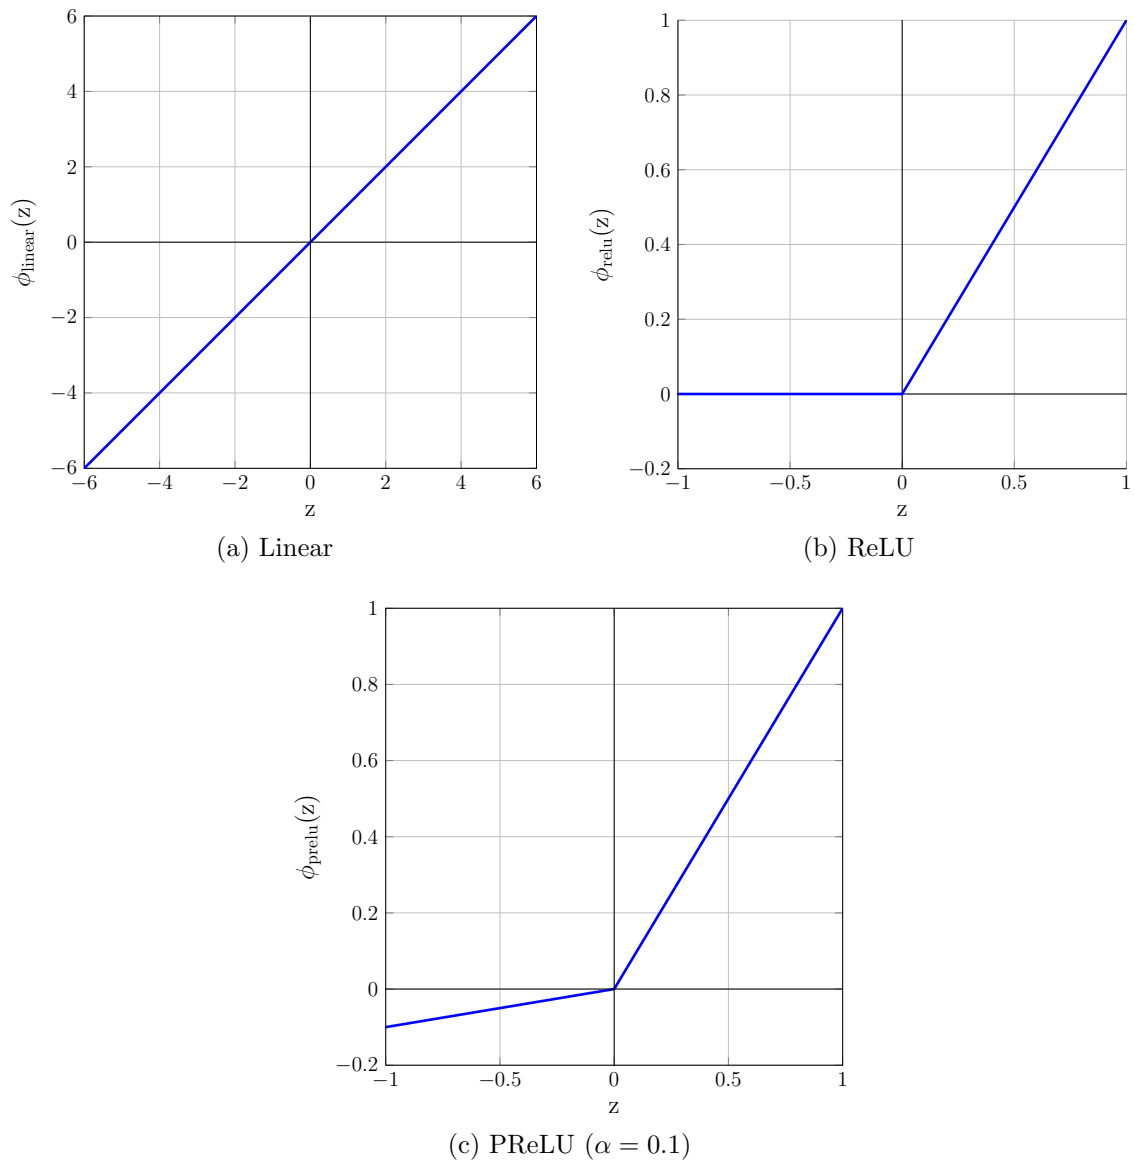 6
4
2
0
−2
−4
−6
−6 −4 −2 0 2 4 6
ϕlinear(z)
z
(a) Linear
1
0.8
0.6
0.4
0.2
0
−0.2
−1 −0.5 0 0.5 1
ϕrelu(z)
z
(b) ReLU
1
0.8
0.6
0.4
0.2
0
−0.2
−1 −0.5 0 0.5 1
ϕprelu(z)
z
(c) PReLU (α = 0.1)